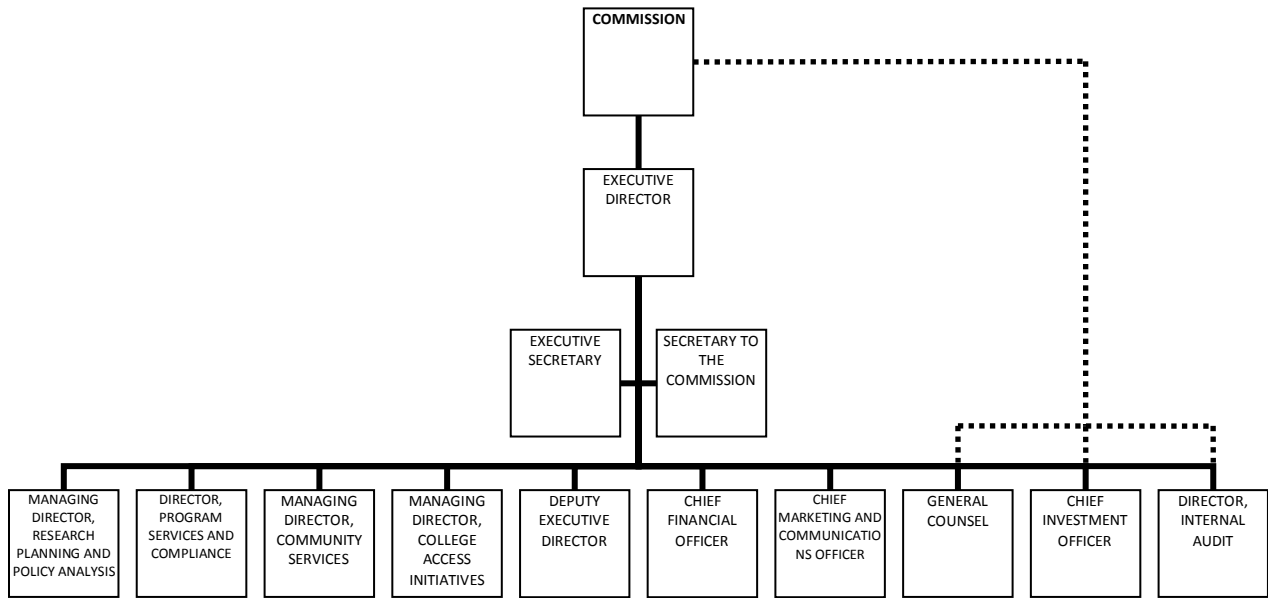 COMMISSION
EXECUTIVE
DIRECTOR
EXECUTIVE
SECRETARY
SECRETARY TO
THE
COMMISSION
MANAGING
DIRECTOR,
RESEARCH
PLANNING AND
POLICY ANALYSIS
DIRECTOR,
PROGRAM
SERVICES AND
COMPLIANCE
MANAGING
DIRECTOR,
COMMUNITY
SERVICES
MANAGING
DIRECTOR,
COLLEGE
ACCESS
INITIATIVES
DEPUTY
EXECUTIVE
DIRECTOR
CHIEF
FINANCIAL
OFFICER
CHIEF
MARKETING AND
COMMUNICATIO
NS OFFICER
GENERAL
COUNSEL
CHIEF
INVESTMENT
OFFICER
DIRECTOR,
INTERNAL
AUDIT